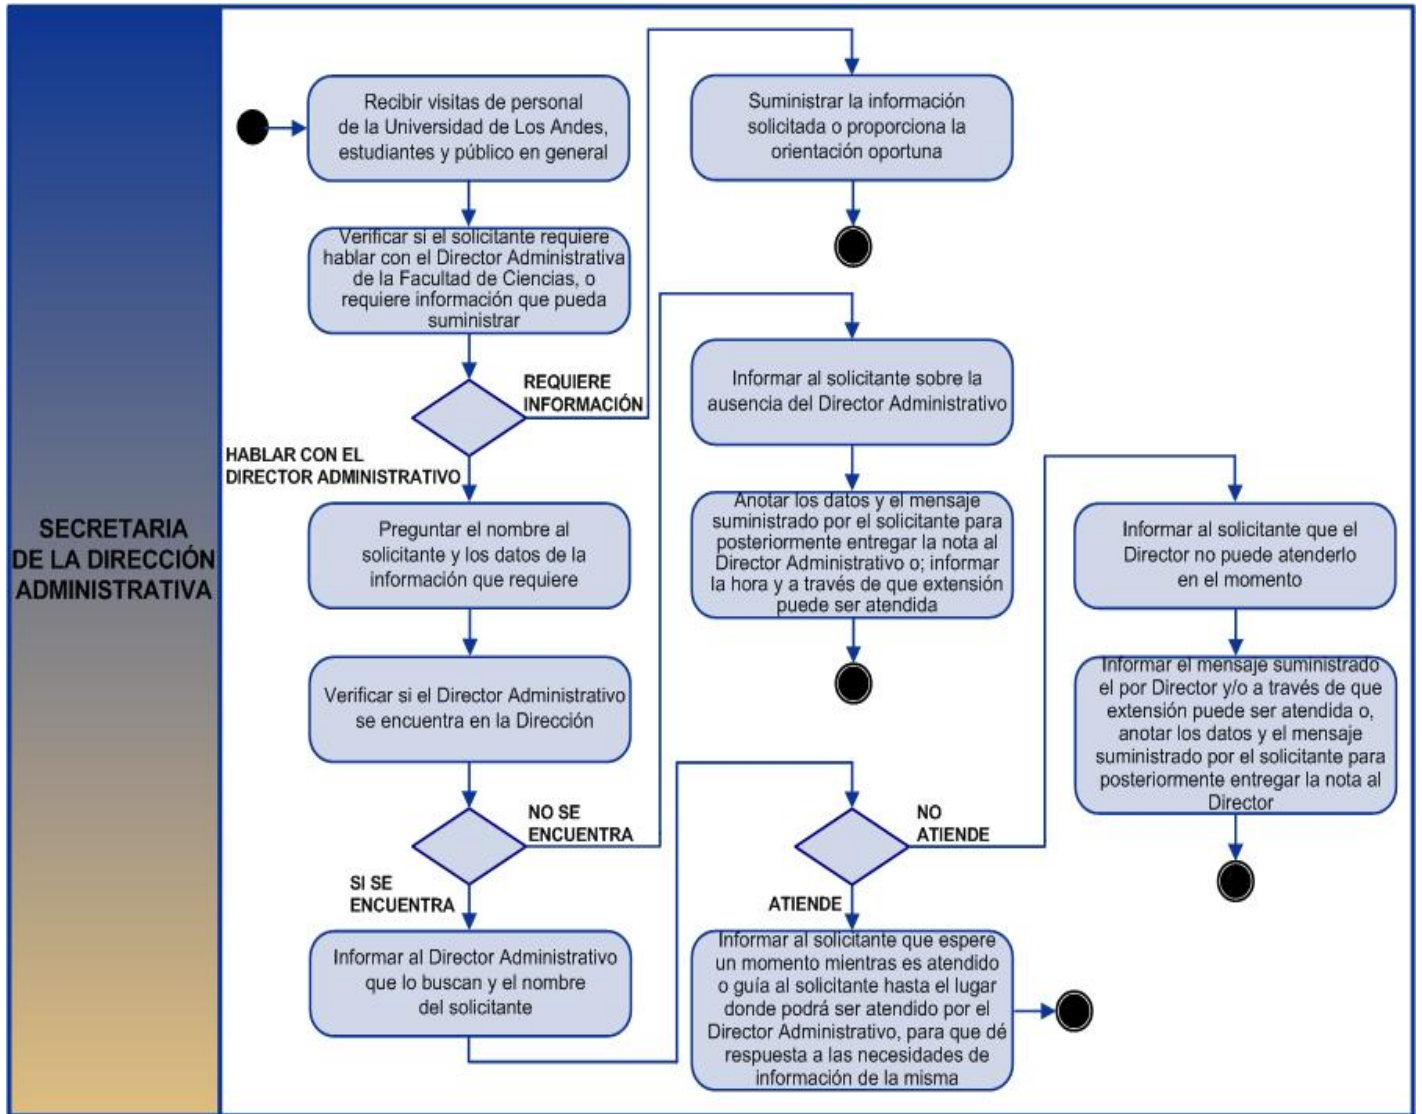 SECRETARIA
DE LA DIRECCIÓN
ADMINISTRATIVA
Recibir visitas de personal
de la Universidad de Los Andes,
estudiantes y público en general
Verificar si el solicitante requiere
hablar con el Director Administrativa
de la Facultad de Ciencias, o
requiere información que pueda
suministrar
REQUIERE
INFORMACIÓN
Suministrar la información
solicitada o proporciona la
orientación oportuna
HABLAR CON EL
DIRECTOR ADMINISTRATIVO
Preguntar el nombre al
solicitante y los datos de la
información que requiere
Verificar si el Director Administrativo
se encuentra en la Dirección
NO SE
ENCUENTRA
Informar al solicitante sobre la
ausencia del Director Administrativo
Anotar los datos y el mensaje
suministrado por el solicitante para
posteriormente entregar la nota al
Director Administrativo o; informar
la hora y a través de que extensión
puede ser atendida
SI SE
ENCUENTRA
Informar al Director Administrativo
que lo buscan y el nombre
del solicitante
NO
ATIENDE
Informar al solicitante que el
Director no puede atenderlo
en el momento
Informar el mensaje suministrado
el por Director y/o a través de que
extensión puede ser atendida o,
anotar los datos y el mensaje
suministrado por el solicitante para
posteriormente entregar la nota al
Director
ATIENDE
Informar al solicitante que espere
un momento mientras es atendido
o guía al solicitante hasta el lugar
donde podrá ser atendido por el
Director Administrativo, para que dé
respuesta a las necesidades de
información de la misma